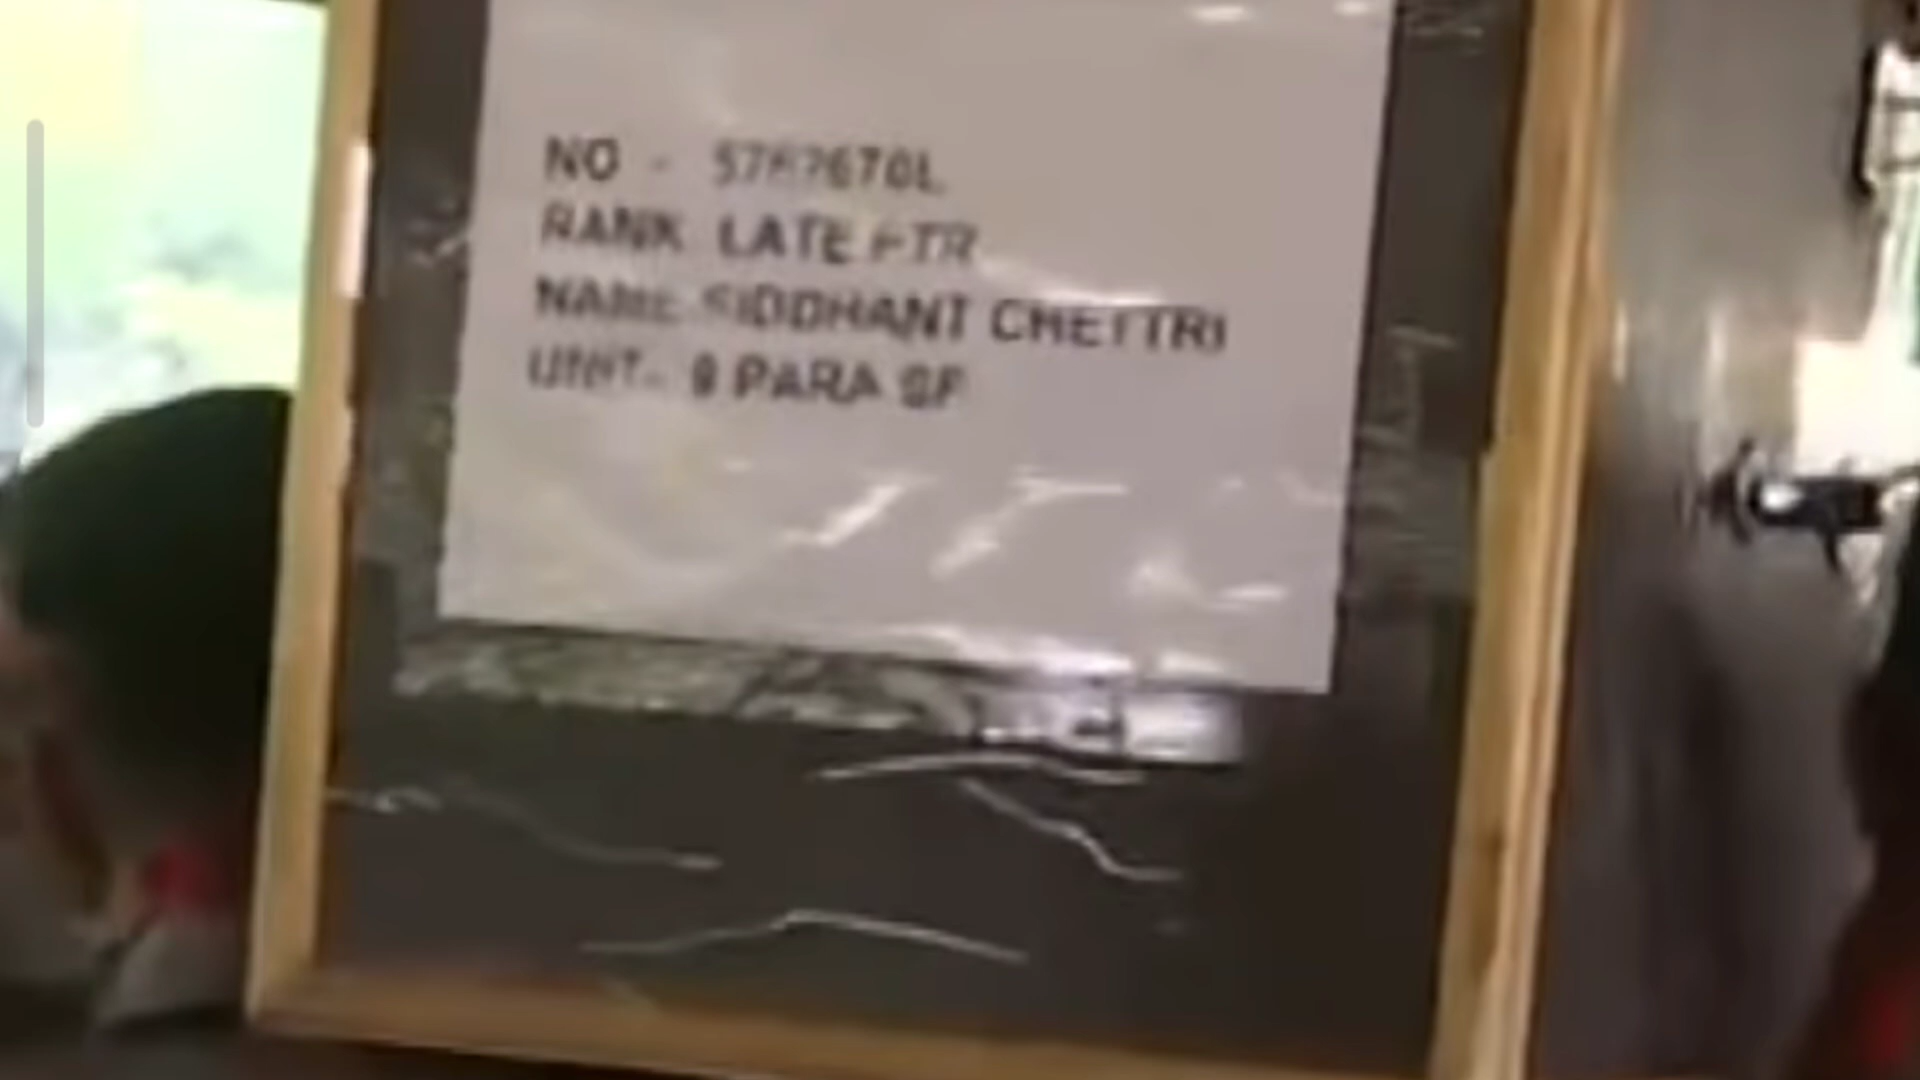 NO -
RANK LATE PTR
NAME SIDDHANT CHETTRI
UNIT- 9 PARA SF